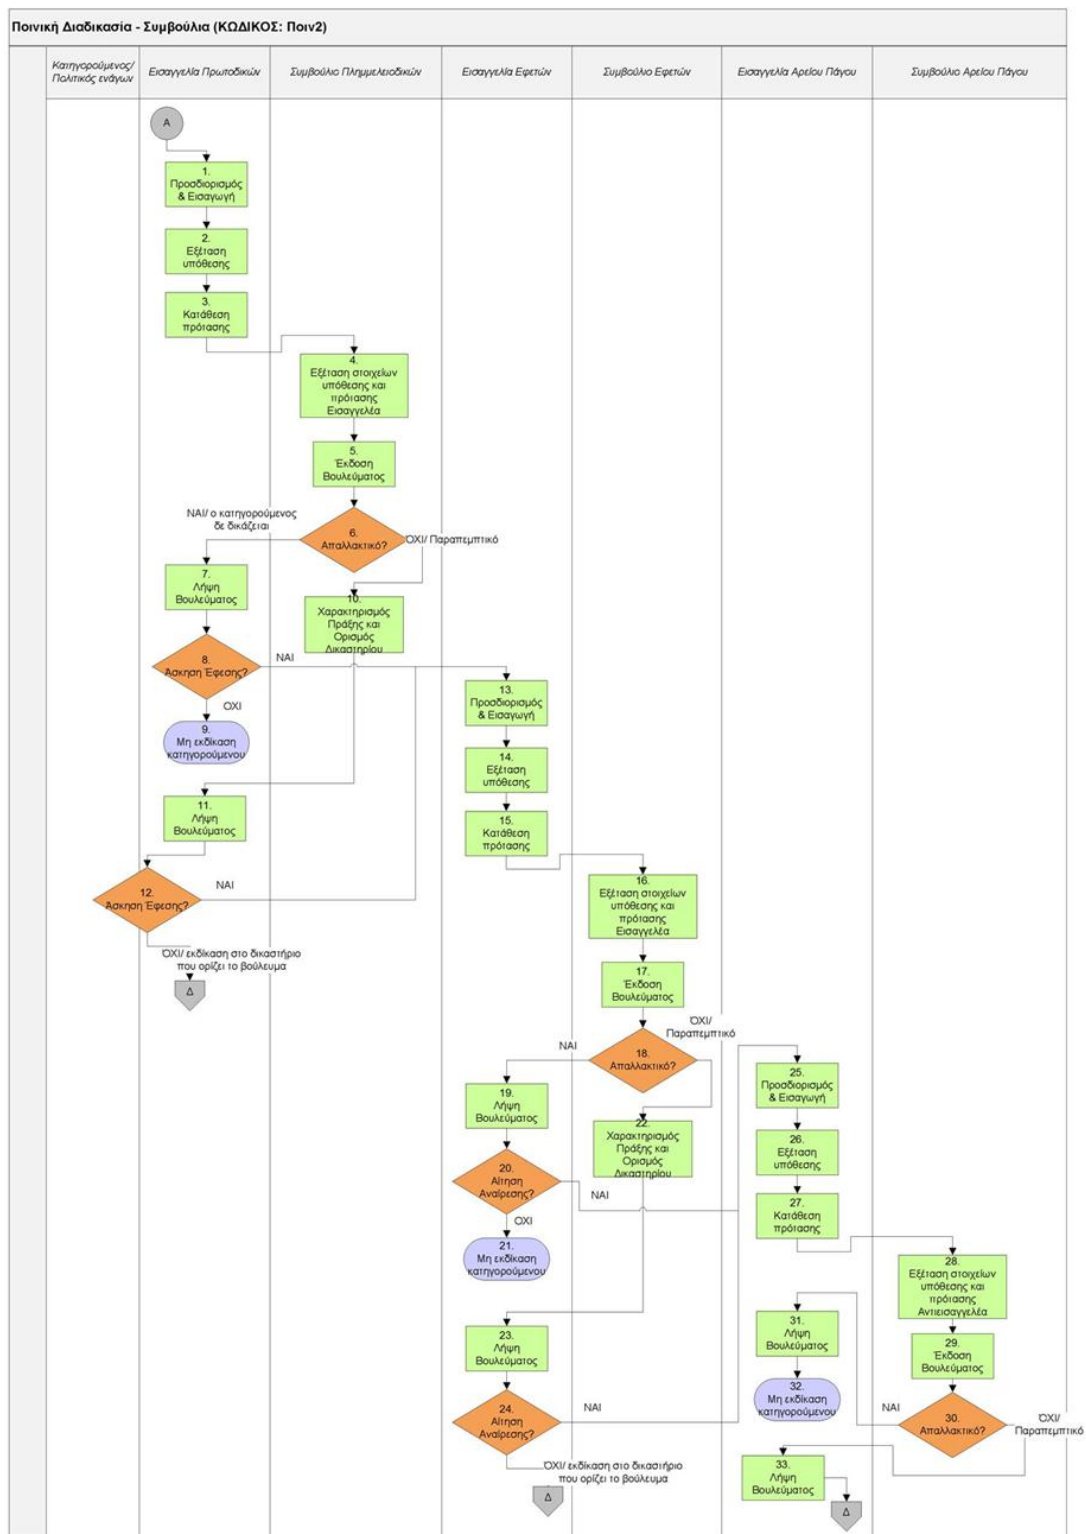 Ποινική Διαδικασία - Συμβούλια (ΚΩΔΙΚΟΣ: Ποιν2)
Κατηγορούμενος/
Πολιτικός ενάγων
Εισαγγελία Πρωτοδικών
Συμβούλιο Πλημμελειοδικών
Εισαγγελία Εφετών
Συμβούλιο Εφετών
Εισαγγελία Αρείου Πάγου
Συμβούλιο Αρείου Πάγου
Α
1.
Προσδιορισμός
& Εισαγωγή
2.
Εξέταση
υπόθεσης
3.
Κατάθεση
πρότασης
4.
Εξέταση στοιχείων
υπόθεσης και
πρότασης
Εισαγγελέα
5.
Έκδοση
Βουλεύματος
ΝΑΙ/ ο κατηγορούμενος
δε δικάζεται
6.
Απαλλακτικό?
ΌΧΙ/ Παραπεμπτικό
7.
Λήψη
Βουλεύματος
10.
Χαρακτηρισμός
Πράξης και
Ορισμός
Δικαστηρίου
8.
Άσκηση Έφεσης?
ΝΑΙ
ΟΧΙ
9.
Μη εκδίκαση
κατηγορούμενου
13.
Προσδιορισμός
& Εισαγωγή
14.
Εξέταση
υπόθεσης
11.
Λήψη
Βουλεύματος
15.
Κατάθεση
πρότασης
12.
Άσκηση Έφεσης?
ΝΑΙ
ΌΧΙ/ εκδίκαση στο δικαστήριο
που ορίζει το βούλευμα
Δ
16.
Εξέταση στοιχείων
υπόθεσης και
πρότασης
Εισαγγελέα
17.
Έκδοση
Βουλεύματος
ΌΧΙ/
Παραπεμπτικό
18.
Απαλλακτικό?
ΝΑΙ
19.
Λήψη
Βουλεύματος
22.
Χαρακτηρισμός
Πράξης και
Ορισμός
Δικαστηρίου
20.
Αίτηση
Αναίρεσης?
ΝΑΙ
ΟΧΙ
21.
Μη εκδίκαση
κατηγορούμενου
25.
Προσδιορισμός
& Εισαγωγή
26.
Εξέταση
υπόθεσης
27.
Κατάθεση
πρότασης
28.
Εξέταση στοιχείων
υπόθεσης και
πρότασης
Αντιεισαγγελέα
23.
Λήψη
Βουλεύματος
31.
Λήψη
Βουλεύματος
29.
Έκδοση
Βουλεύματος
24.
Αίτηση
Αναίρεσης?
ΝΑΙ
32.
Μη εκδίκαση
κατηγορούμενου
ΝΑΙ
30.
Απαλλακτικό?
ΌΧΙ/
Παραπεμπτικό
ΌΧΙ/ εκδίκαση στο δικαστήριο
που ορίζει το βούλευμα
Δ
33.
Λήψη
Βουλεύματος
Δ